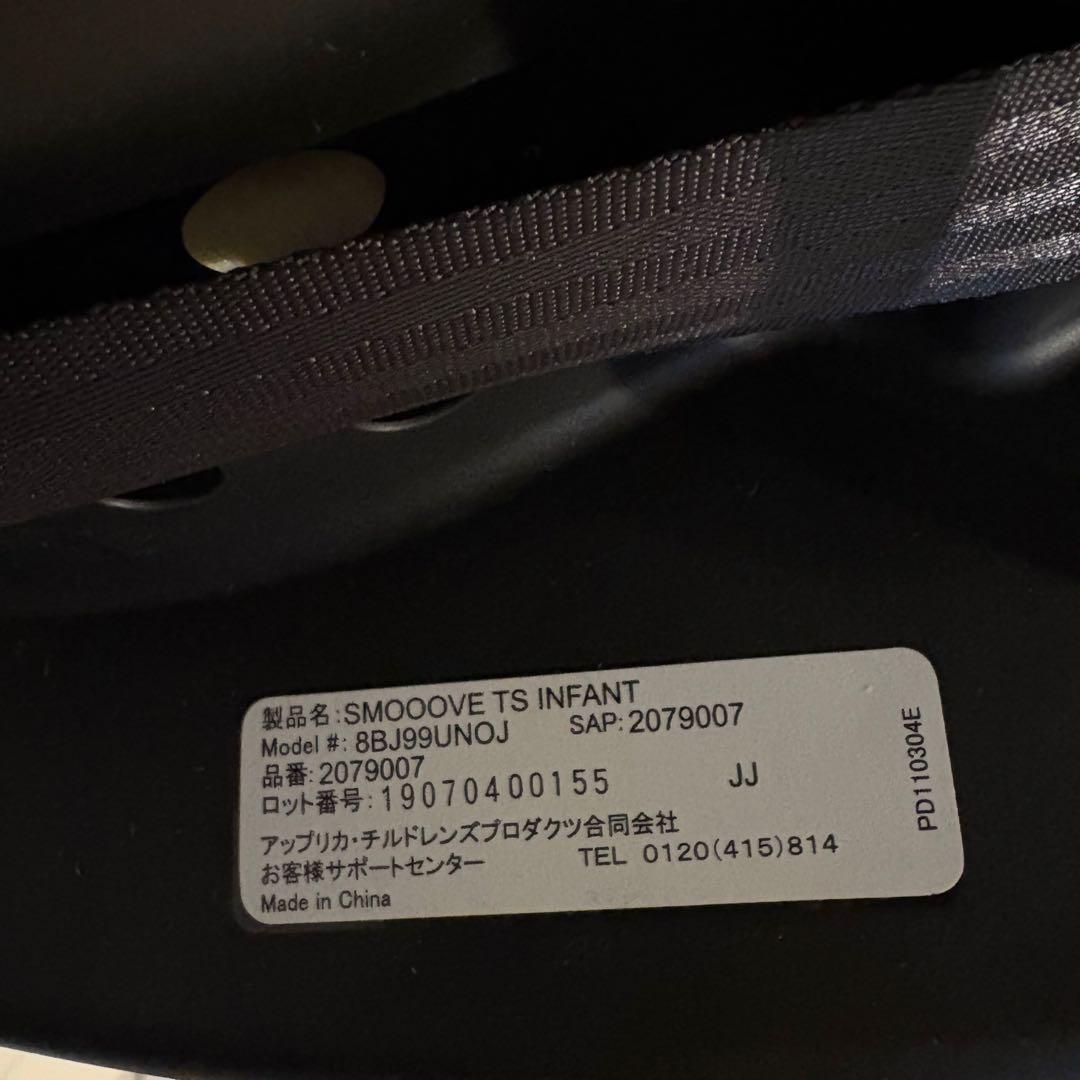 製品名:SMOOOVE TS INFANT
Model #: 8BJ99UNOJ SAP: 2079007
品番: 2079007
ロット番号: 19070400155 JJ
アップリカ・チルドレンズプロダクツ合同会社
お客様サポートセンター TEL 0120(415)814
Made in China
PD110304E